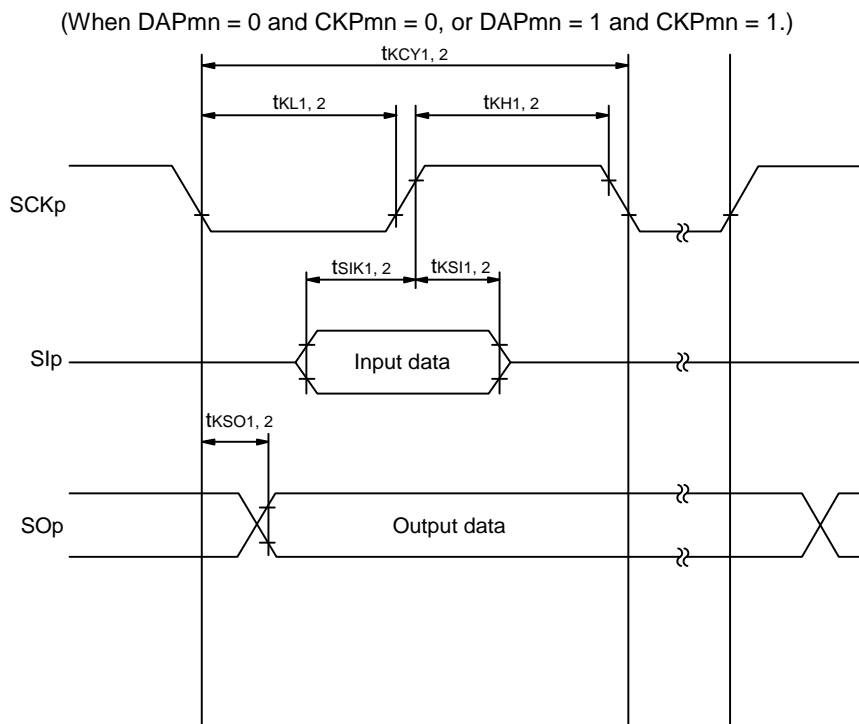 (When DAPmn = 0 and CKPmn = 0, or DAPmn = 1 and CKPmn = 1.)
tKCY1, 2
tKL1, 2
tKH1, 2
SCKp
tSIK1, 2
tKSI1, 2
SIp
Input data
tKSO1, 2
SOp
Output data